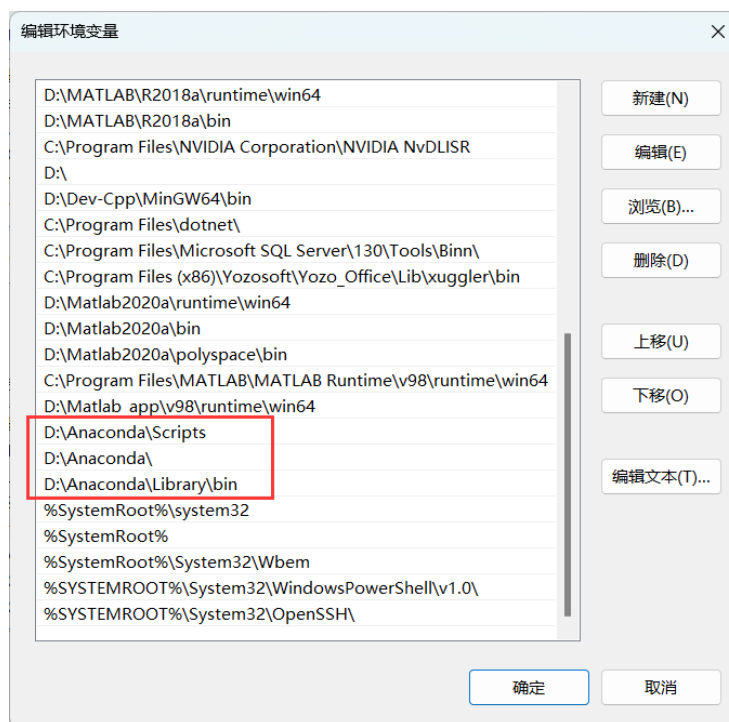 编辑环境变量
D:\MATLAB\R2018a\runtime\win64
D:\MATLAB\R2018a\bin
C:\Program Files\NVIDIA Corporation\NVIDIA NvDLISR
D:\
D:\Dev-Cpp\MinGW64\bin
C:\Program Files\dotnet\
C:\Program Files\Microsoft SQL Server\130\Tools\Binn\
C:\Program Files (x86)\Yozosoft\Yozo_Office\Lib\xuggler\bin
D:\Matlab2020a\runtime\win64
D:\Matlab2020a\bin
D:\Matlab2020a\polyspace\bin
C:\Program Files\MATLAB\MATLAB Runtime\v98\runtime\win64
D:\Matlab_app\v98\runtime\win64
D:\Anaconda\Scripts
D:\Anaconda\
D:\Anaconda\Library\bin
%SystemRoot%\system32
%SystemRoot%
%SystemRoot%\System32\Wbem
%SYSTEMROOT%\System32\WindowsPowerShell\v1.0\
%SYSTEMROOT%\System32\OpenSSH\
新建(N)
编辑(E)
浏览(B)...
删除(D)
上移(U)
下移(O)
编辑文本(T)...
确定
取消